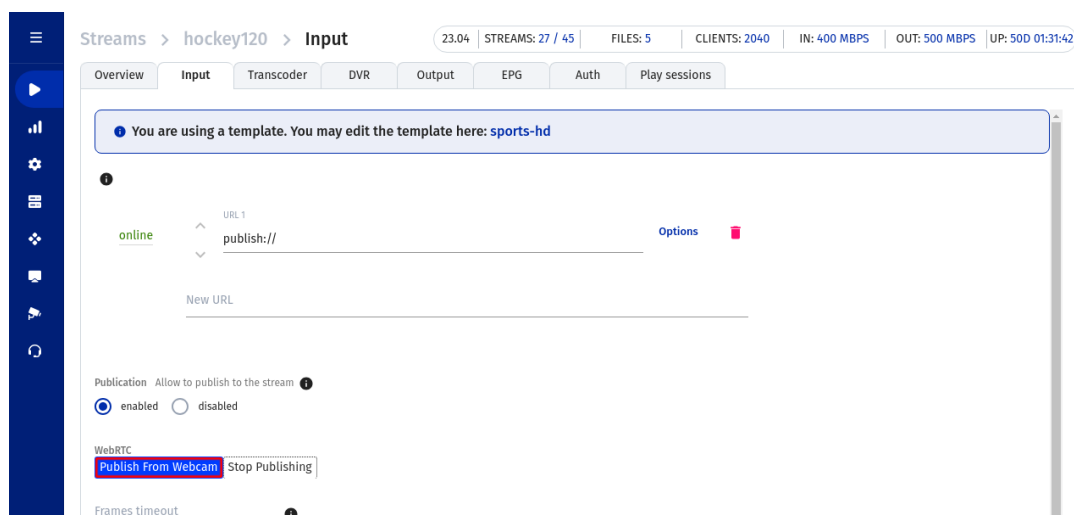 Streams > hockey120 > Input
23.04 STREAMS: 27 / 45 FILES: 5 CLIENTS: 2040 IN: 400 MBPS OUT: 500 MBPS UP: 50D 01:31:42
Overview Input Transcoder DVR Output EPG Auth Play sessions
You are using a template. You may edit the template here: sports-hd
URL 1
online publish:// Options
New URL
Publication Allow to publish to the stream
enabled disabled
WebRTC
Publish From Webcam Stop Publishing
Frames timeout